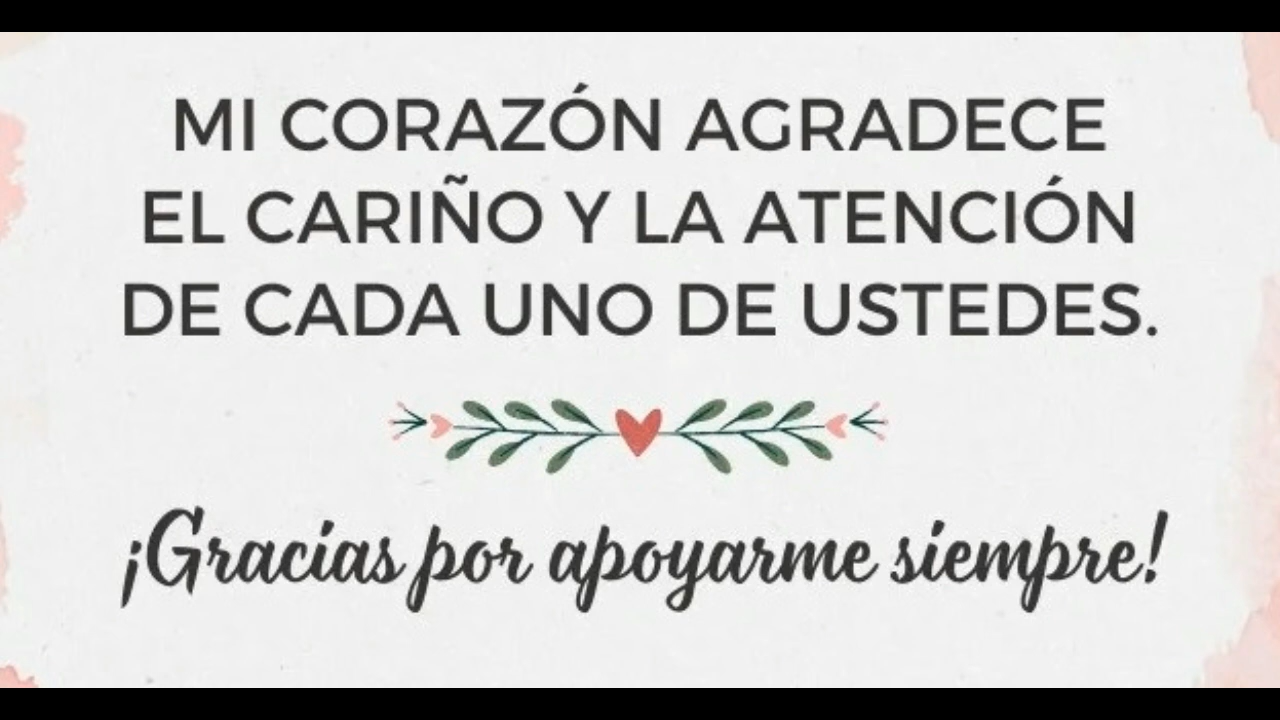 MI CORAZÓN AGRADECE
EL CARIÑO Y LA ATENCIÓN
DE CADA UNO DE USTEDES.
¡Gracias por apoyarme siempre!